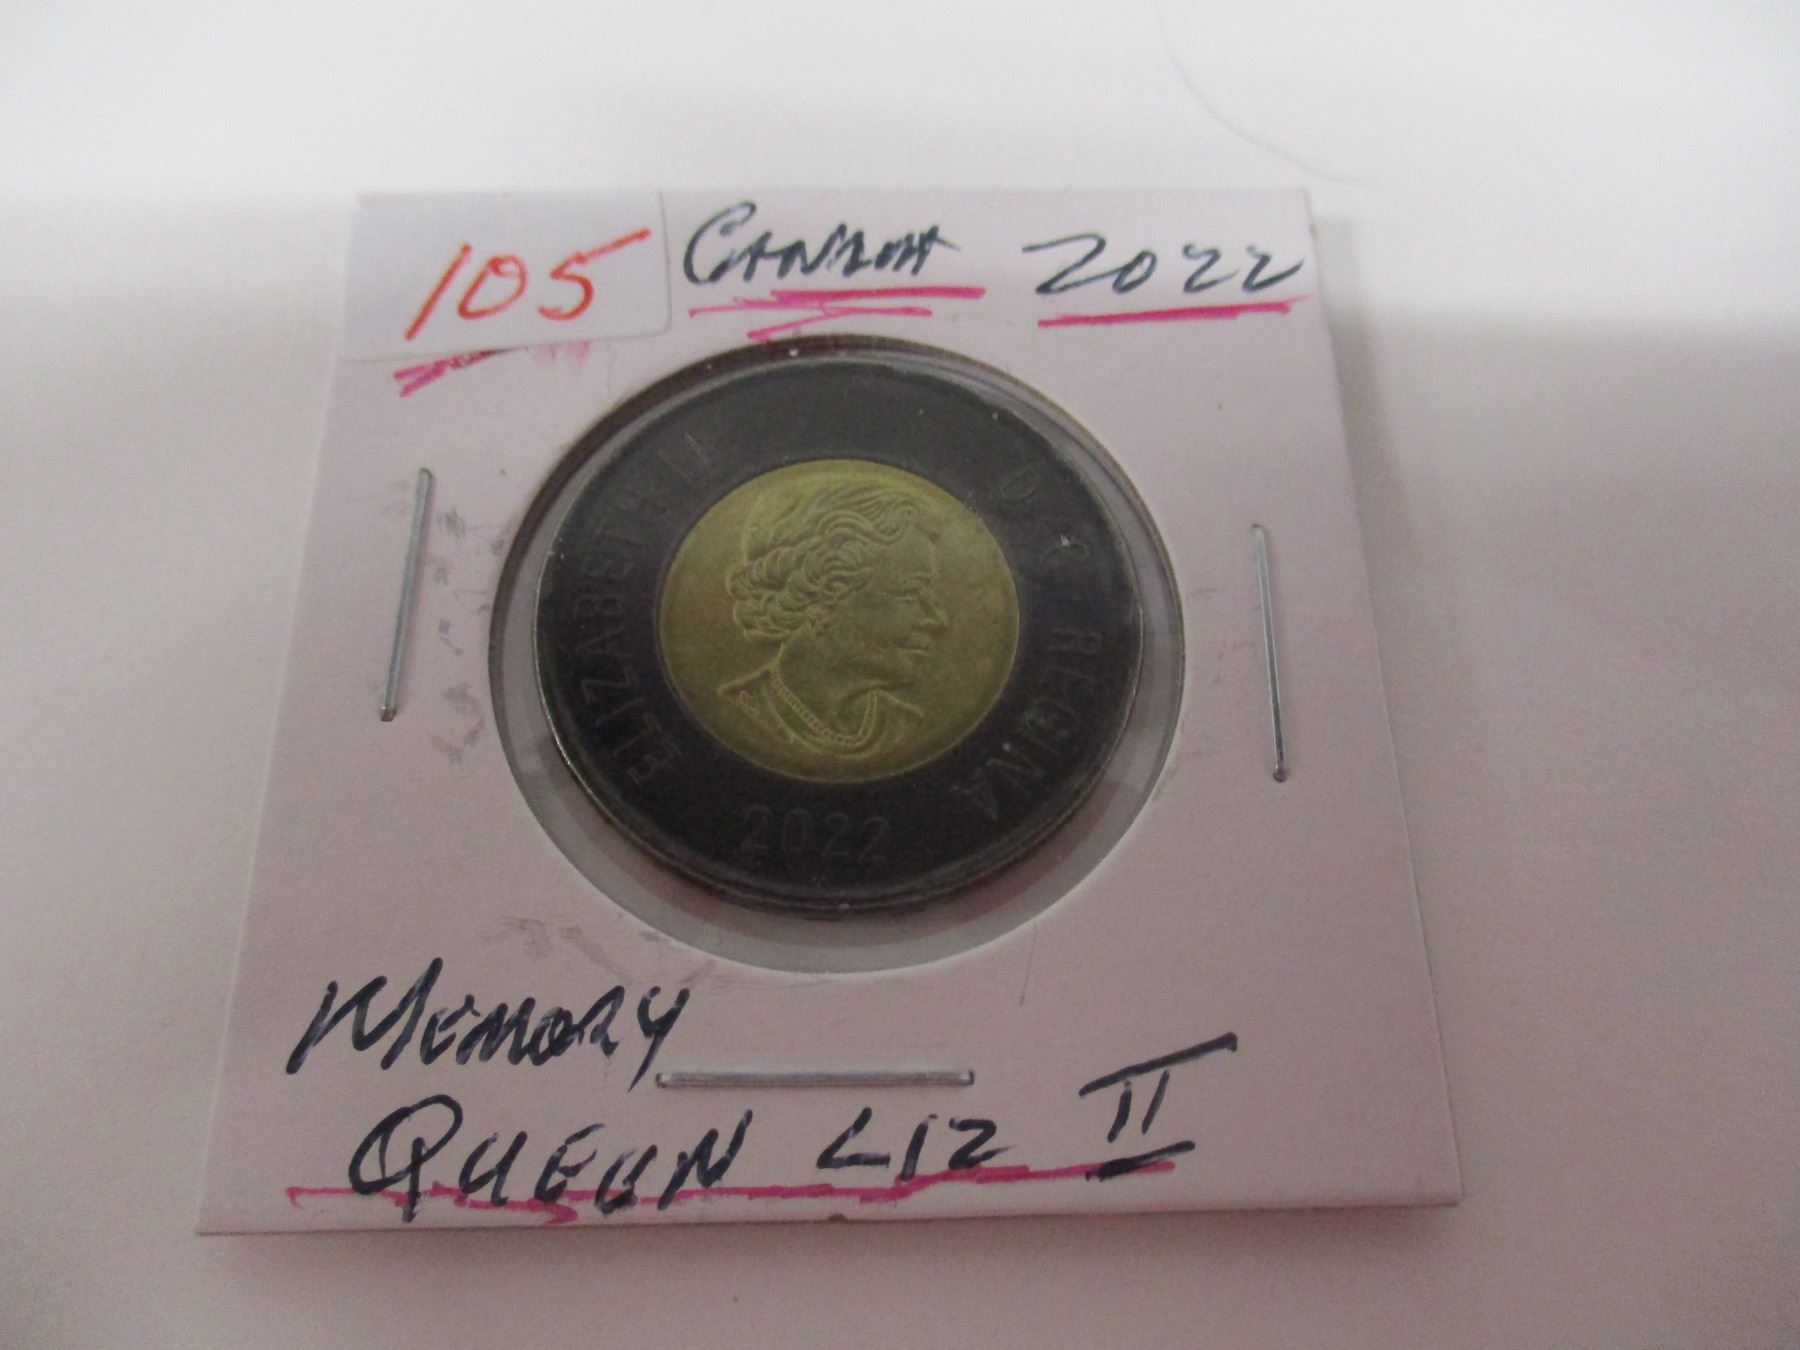 105 CANADA 2022
ELIZABETH II D.G. REGINA
2022
MEMORY
QUEEN LIZ II